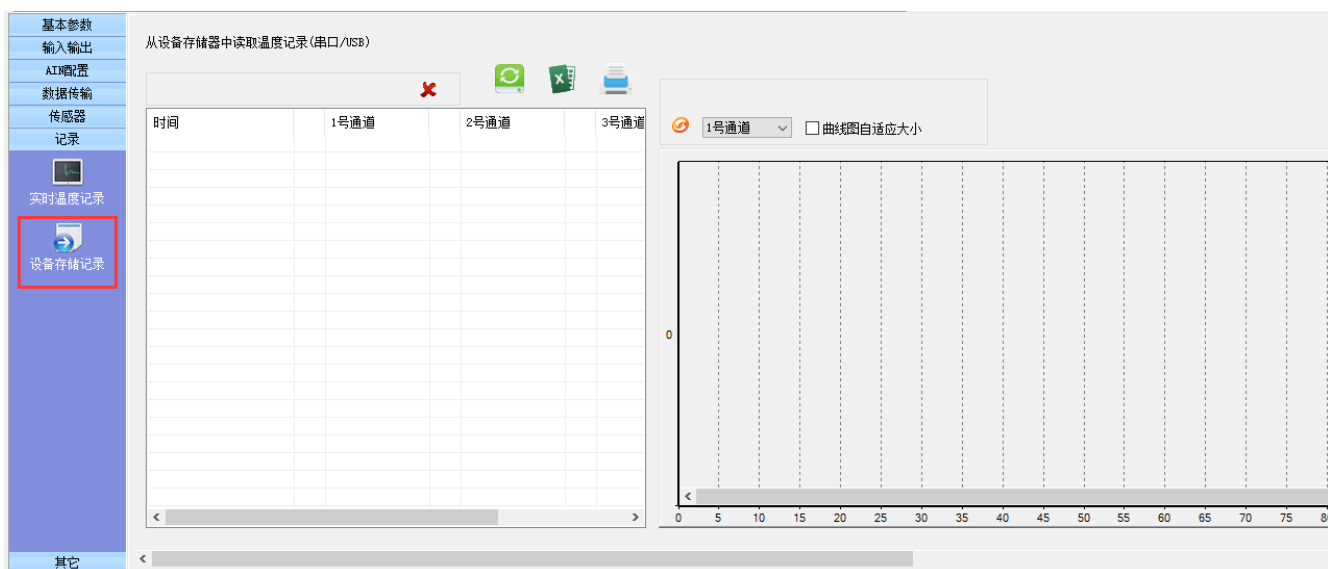 基本参数
输入输出
AIN配置
数据传输
传感器
记录
实时温度记录
设备存储记录
其它
从设备存储器中读取温度记录(串口/USB)
时间 1号通道 2号通道 3号通道
1号通道 曲线图自适应大小
0
0 5 10 15 20 25 30 35 40 45 50 55 60 65 70 75